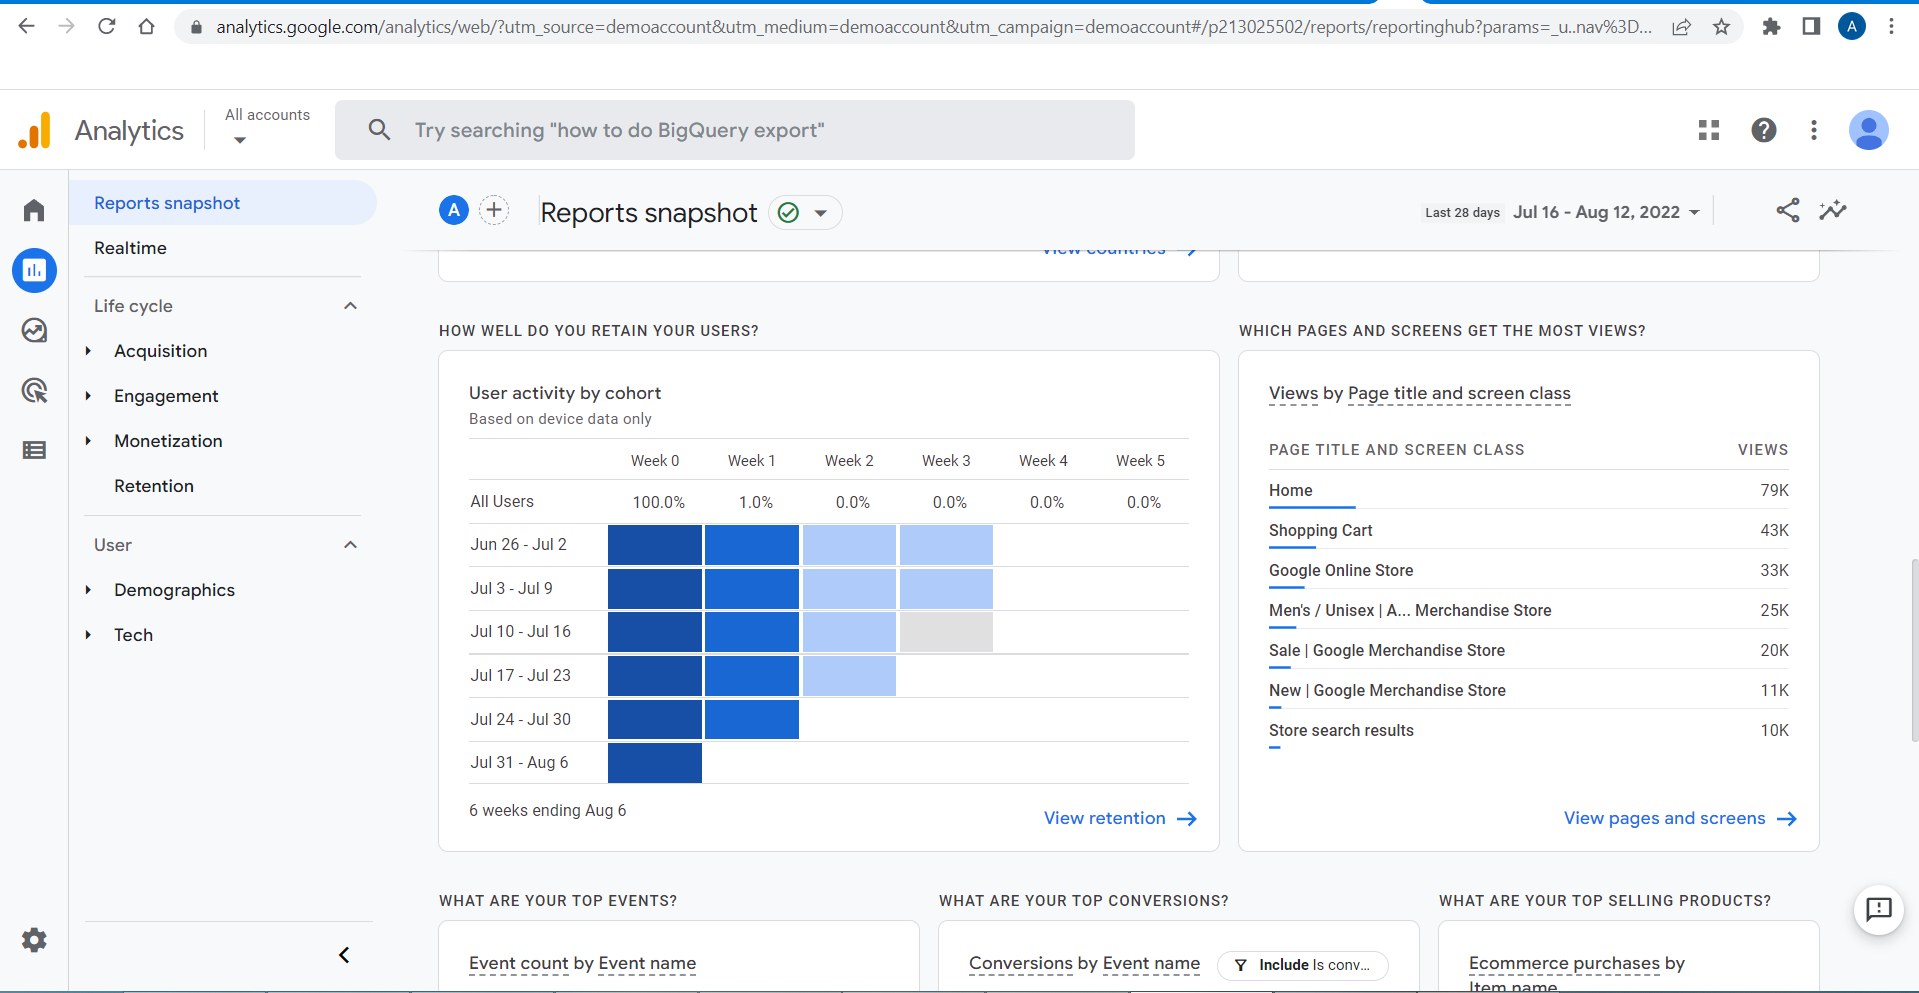 analytics.google.com/analytics/web/?utm_source=demoaccount&utm_medium=demoaccount&utm_campaign=demoaccount#/p213025502/reports/reportinghub?params=_u..nav%3D...
A
Analytics
All accounts
Try searching "how to do BigQuery export"
Reports snapshot
Realtime
Life cycle
Acquisition
Engagement
Monetization
Retention
User
Demographics
Tech
A
Reports snapshot
Last 28 days Jul 16 - Aug 12, 2022
View countries
HOW WELL DO YOU RETAIN YOUR USERS?
User activity by cohort
Based on device data only
Week 0 Week 1 Week 2 Week 3 Week 4 Week 5
All Users 100.0% 1.0% 0.0% 0.0% 0.0% 0.0%
Jun 26 - Jul 2
Jul 3 - Jul 9
Jul 10 - Jul 16
Jul 17 - Jul 23
Jul 24 - Jul 30
Jul 31 - Aug 6
6 weeks ending Aug 6
View retention
WHICH PAGES AND SCREENS GET THE MOST VIEWS?
Views by Page title and screen class
PAGE TITLE AND SCREEN CLASS VIEWS
Home 79K
Shopping Cart 43K
Google Online Store 33K
Men's / Unisex | A... Merchandise Store 25K
Sale | Google Merchandise Store 20K
New | Google Merchandise Store 11K
Store search results 10K
View pages and screens
WHAT ARE YOUR TOP EVENTS?
Event count by Event name
WHAT ARE YOUR TOP CONVERSIONS?
Conversions by Event name
Include Is conv...
WHAT ARE YOUR TOP SELLING PRODUCTS?
Ecommerce purchases by
Item name